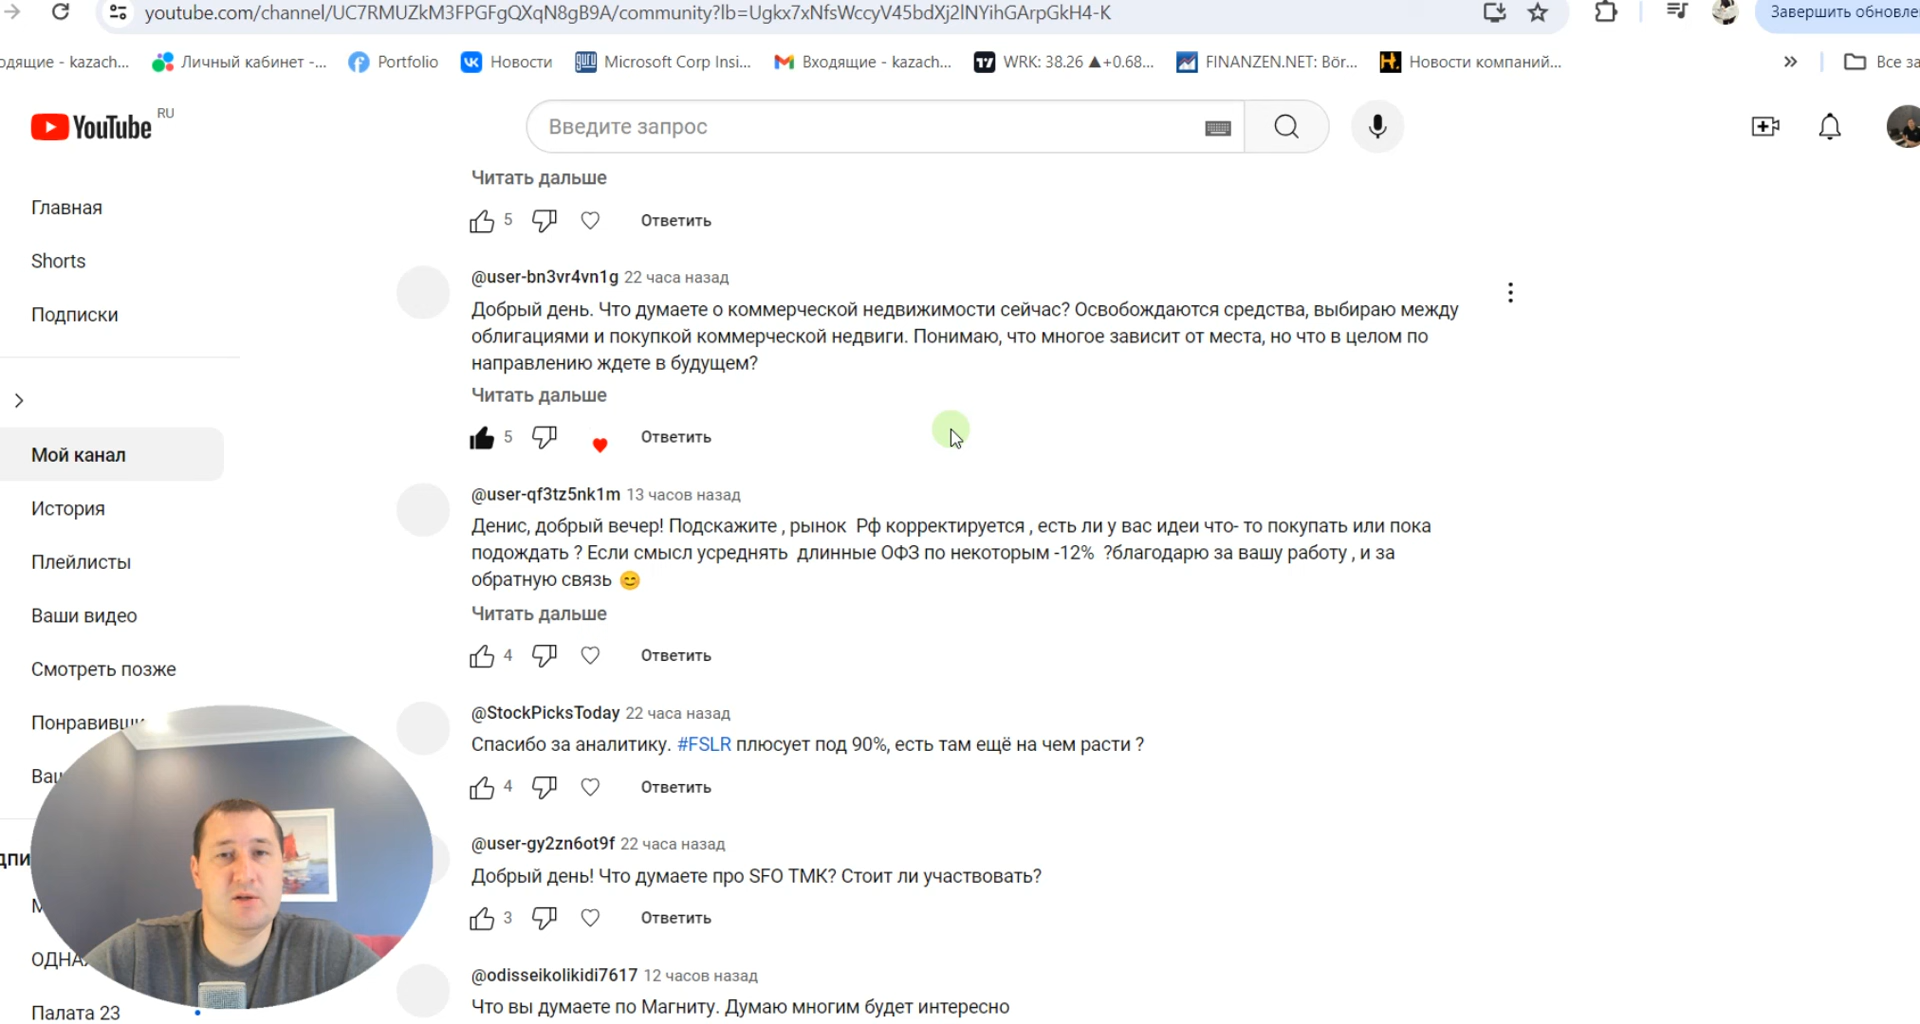 youtube.com/channel/UC7RMUZkM3FPGFgQXqN8gB9A/community?lb=Ugkx7xNfsWccyV45bdXj2lNYihGArpGkH4-K
Завершить обновле
одящие - kazach... Личный кабинет -... Portfolio Новости Microsoft Corp Insi... Входящие - kazach... WRK: 38.26 ▲+0.68... FINANZEN.NET: Bör... Новости компаний... » Все за
YouTube RU
Введите запрос
Главная
Shorts
Подписки
Мой канал
История
Плейлисты
Ваши видео
Смотреть позже
Понравивши
Ваш
дпи
М
ОДНА
Палата 23
Читать дальше
5 Ответить
@user-bn3vr4vn1g 22 часа назад
Добрый день. Что думаете о коммерческой недвижимости сейчас? Освобождаются средства, выбираю между
облигациями и покупкой коммерческой недвиги. Понимаю, что многое зависит от места, но что в целом по
направлению ждете в будущем?
Читать дальше
5 Ответить
@user-qf3tz5nk1m 13 часов назад
Денис, добрый вечер! Подскажите , рынок Рф корректируется , есть ли у вас идеи что- то покупать или пока
подождать ? Если смысл усреднять длинные ОФЗ по некоторым -12% ?благодарю за вашу работу , и за
обратную связь 😊
Читать дальше
4 Ответить
@StockPicksToday 22 часа назад
Спасибо за аналитику. #FSLR плюсует под 90%, есть там ещё на чем расти ?
4 Ответить
@user-gy2zn6ot9f 22 часа назад
Добрый день! Что думаете про SFO ТМК? Стоит ли участвовать?
3 Ответить
@odisseikolikidi7617 12 часов назад
Что вы думаете по Магниту. Думаю многим будет интересно